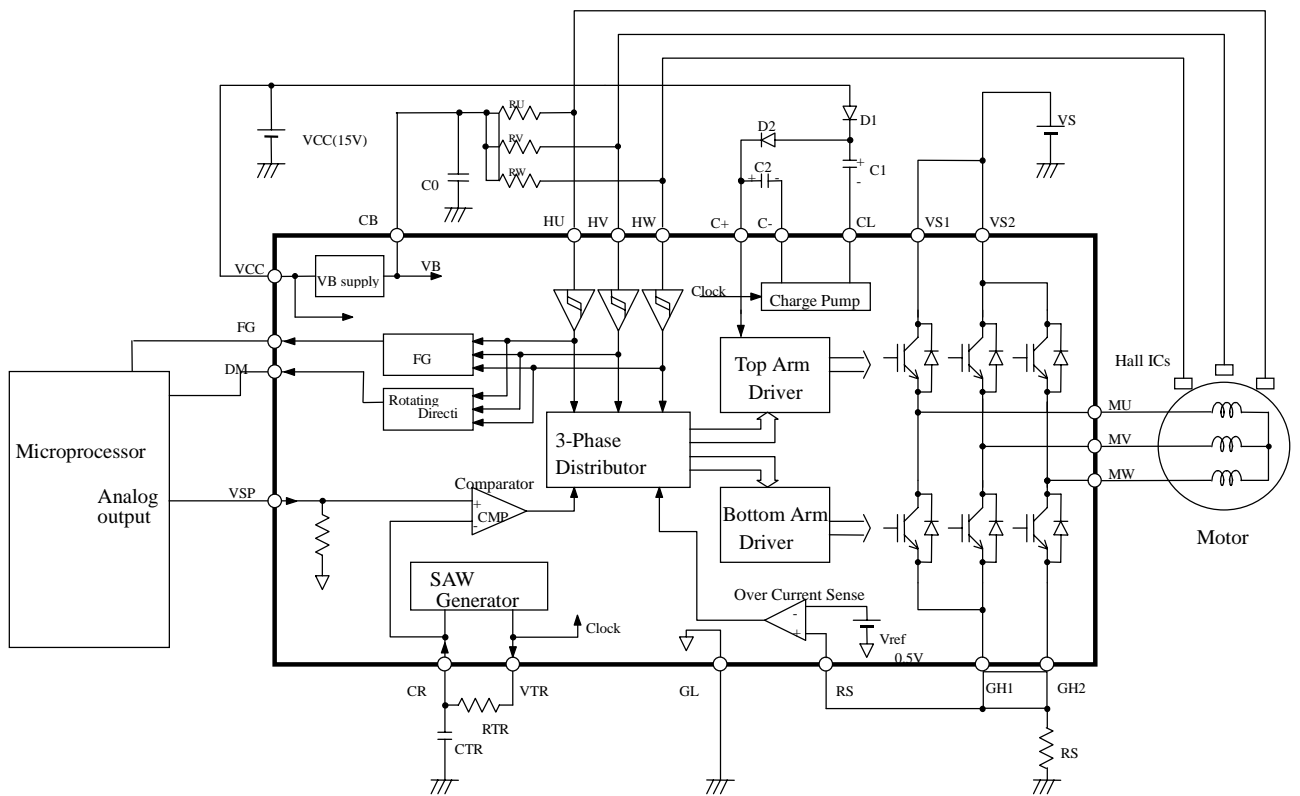 RU
VCC(15V)
RV
RW
C0
D2
D1
C2
+
-
+
C1
-
VS
CB
HU
HV
HW
C+
C-
CL
VS1
VS2
VCC
VB supply
VB
Clock
Charge Pump
FG
FG
DM
Rotating
Directi
Top Arm
Driver
Hall ICs
MU
MV
MW
Motor
3-Phase
Distributor
Microprocessor
Analog
output
VSP
Comparator
+
CMP
-
Bottom Arm
Driver
SAW
Generator
Clock
Over Current Sense
-
+
Vref
0.5V
CR
VTR
GL
RS
GH1
GH2
RTR
CTR
RS